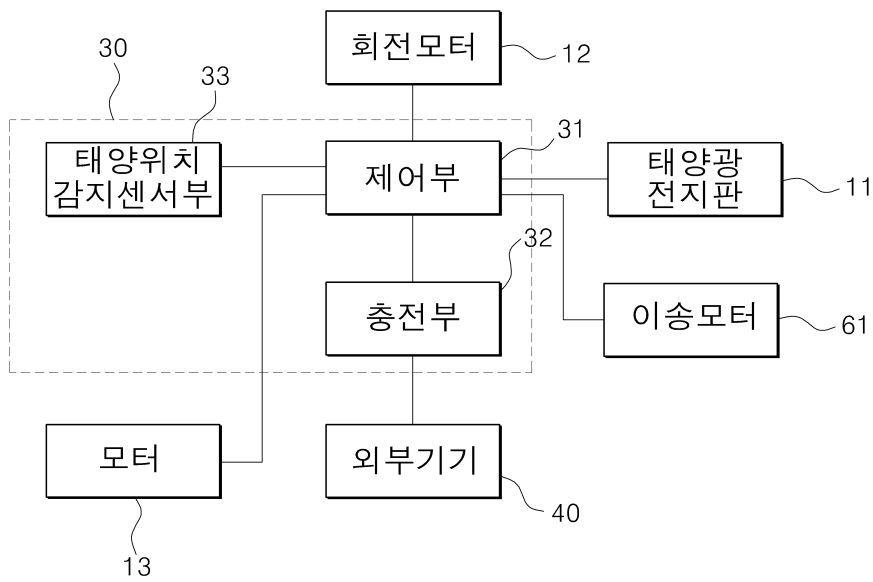 회전모터
12
30
33
31
태양위치
감지센서부
제어부
태양광
전지판
11
32
충전부
이송모터
61
모터
외부기기
40
13